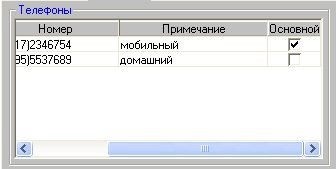 Телефоны
Номер Примечание Основной
17)2346754 мобильный
95)5537689 домашний